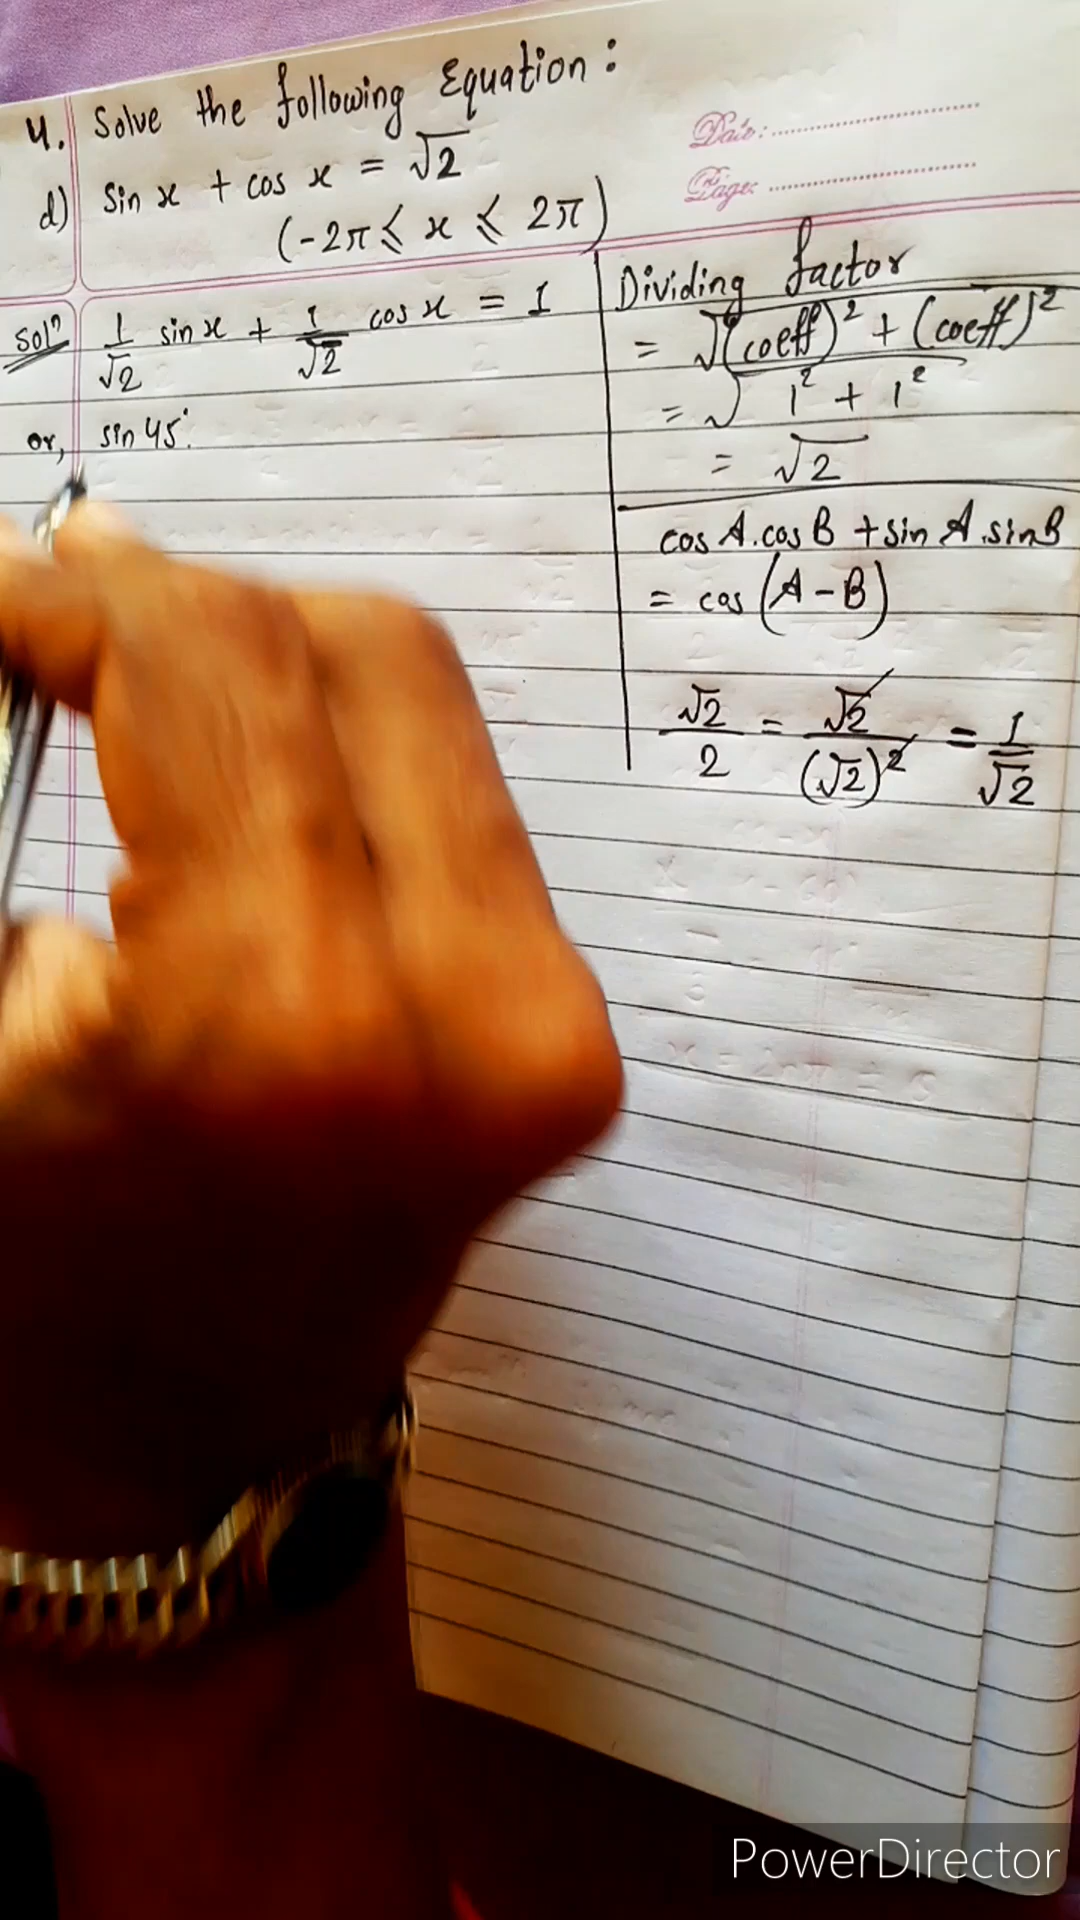 4. Solve the following Equation :
d) sin x + cos x = √2
(-2π ⩽ x ⩽ 2π)
Date:
Page:
Solⁿ 1/√2 sin x + 1/√2 cos x = 1
or, sin 45°.
Dividing factor
= √(coeff)² + (coeff)²
= √1² + 1²
= √2
cos A. cos B + sin A. sin B
= cos (A - B)
√2/2 = √2/(√2)² = 1/√2
PowerDirector